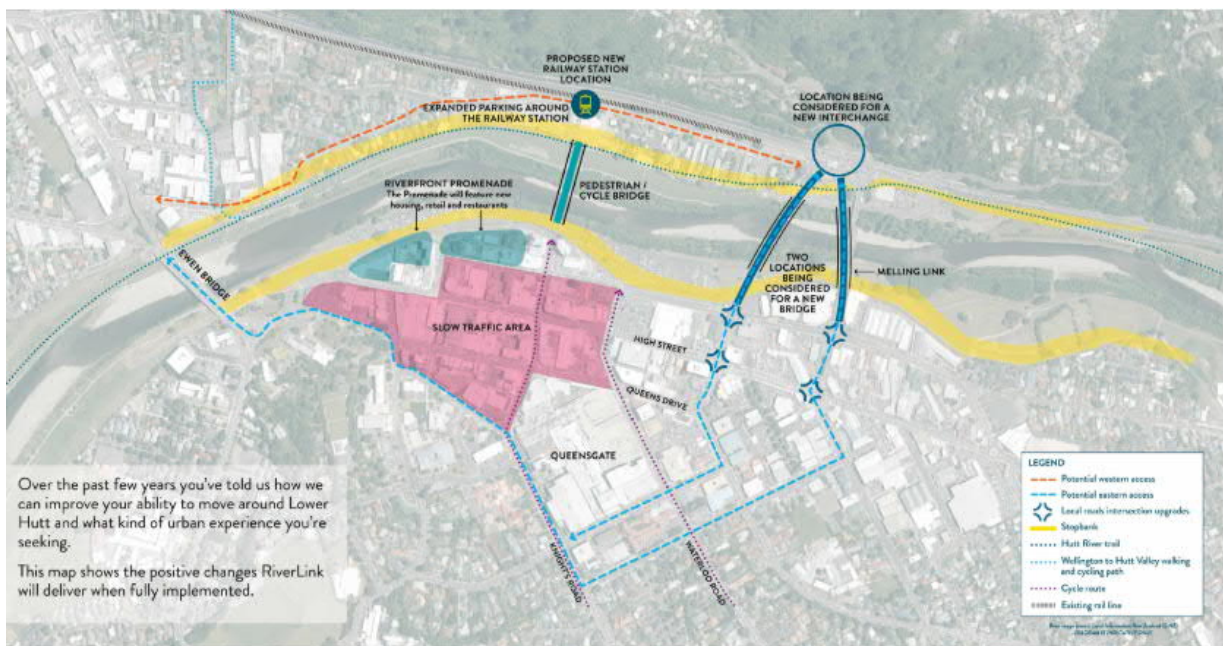 PROPOSED NEW
RAILWAY STATION
LOCATION
EXPANDED PARKING AROUND
THE RAILWAY STATION
LOCATION BEING
CONSIDERED FOR A
NEW INTERCHANGE
RIVERFRONT PROMENADE
The Promenade will feature new
housing, retail and restaurants
PEDESTRIAN /
CYCLE BRIDGE
EWEN BRIDGE
TWO
LOCATIONS
BEING
CONSIDERED
FOR A NEW
BRIDGE
MELLING LINK
SLOW TRAFFIC AREA
HIGH STREET
QUEENS DRIVE
QUEENSGATE
KNIGHTS ROAD
WATERLOO ROAD
Over the past few years you've told us how we
can improve your ability to move around Lower
Hutt and what kind of urban experience you're
seeking.
This map shows the positive changes RiverLink
will deliver when fully implemented.
LEGEND
Potential western access
Potential eastern access
Local roads intersection upgrades
Stopbank
Hutt River trail
Wellington to Hutt Valley walking
and cycling path
Cycle route
Existing rail line